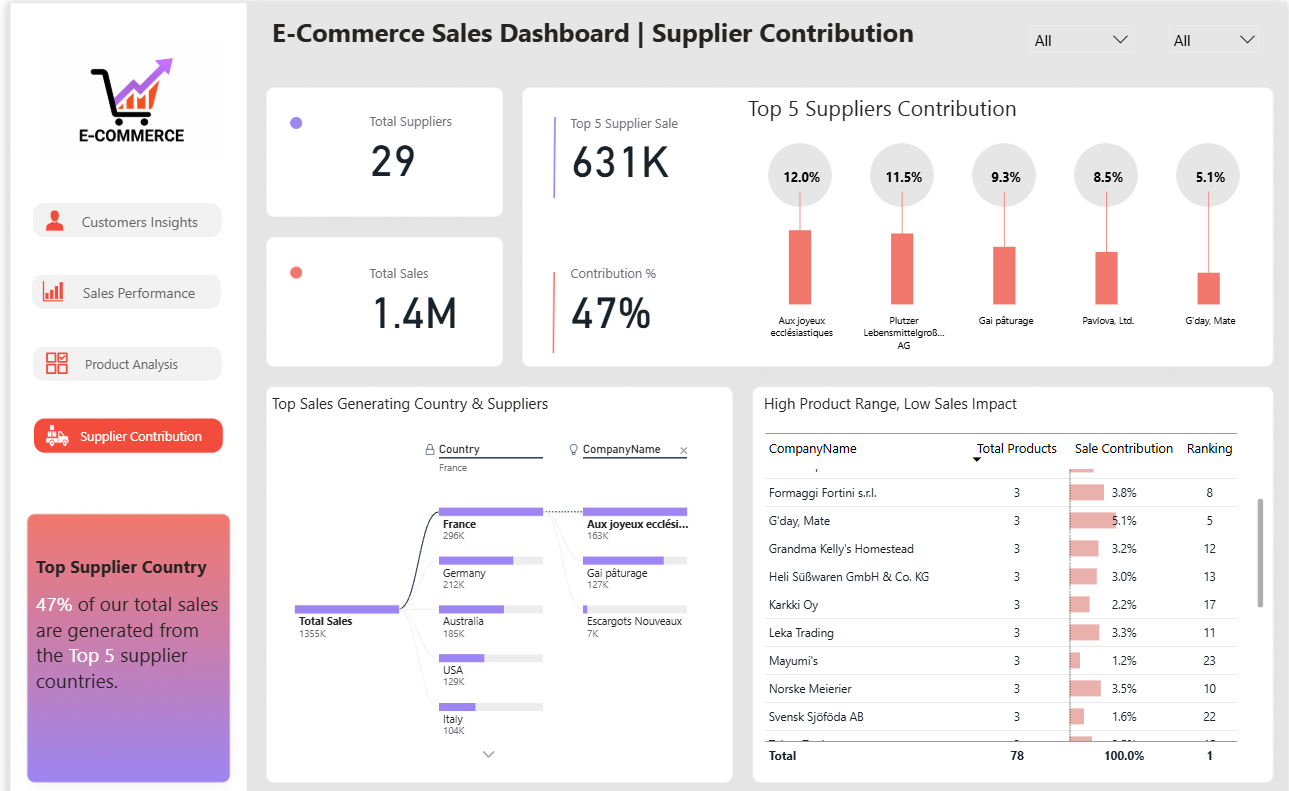 E-COMMERCE
Customers Insights
Sales Performance
Product Analysis
Supplier Contribution
Top Supplier Country
47% of our total sales
are generated from
the Top 5 supplier
countries.
E-Commerce Sales Dashboard | Supplier Contribution
All
All
Total Suppliers
29
Total Sales
1.4M
Top 5 Supplier Sale
631K
Contribution %
47%
Top 5 Suppliers Contribution
12.0% 11.5% 9.3% 8.5% 5.1%
Aux joyeux
ecclésiastiques
Plutzer
Lebensmittelgroß...
AG
Gai pâturage
Pavlova, Ltd.
G'day, Mate
Top Sales Generating Country & Suppliers
Country
France
CompanyName
Total Sales
1355K
France
296K
Germany
212K
Australia
185K
USA
129K
Italy
104K
Aux joyeux ecclési...
163K
Gai pâturage
127K
Escargots Nouveaux
7K
High Product Range, Low Sales Impact
CompanyName Total Products Sale Contribution Ranking
Formaggi Fortini s.r.l. 3 3.8% 8
G'day, Mate 3 5.1% 5
Grandma Kelly's Homestead 3 3.2% 12
Heli Süßwaren GmbH & Co. KG 3 3.0% 13
Karkki Oy 3 2.2% 17
Leka Trading 3 3.3% 11
Mayumi's 3 1.2% 23
Norske Meierier 3 3.5% 10
Svensk Sjöföda AB 3 1.6% 22
Total 78 100.0% 1